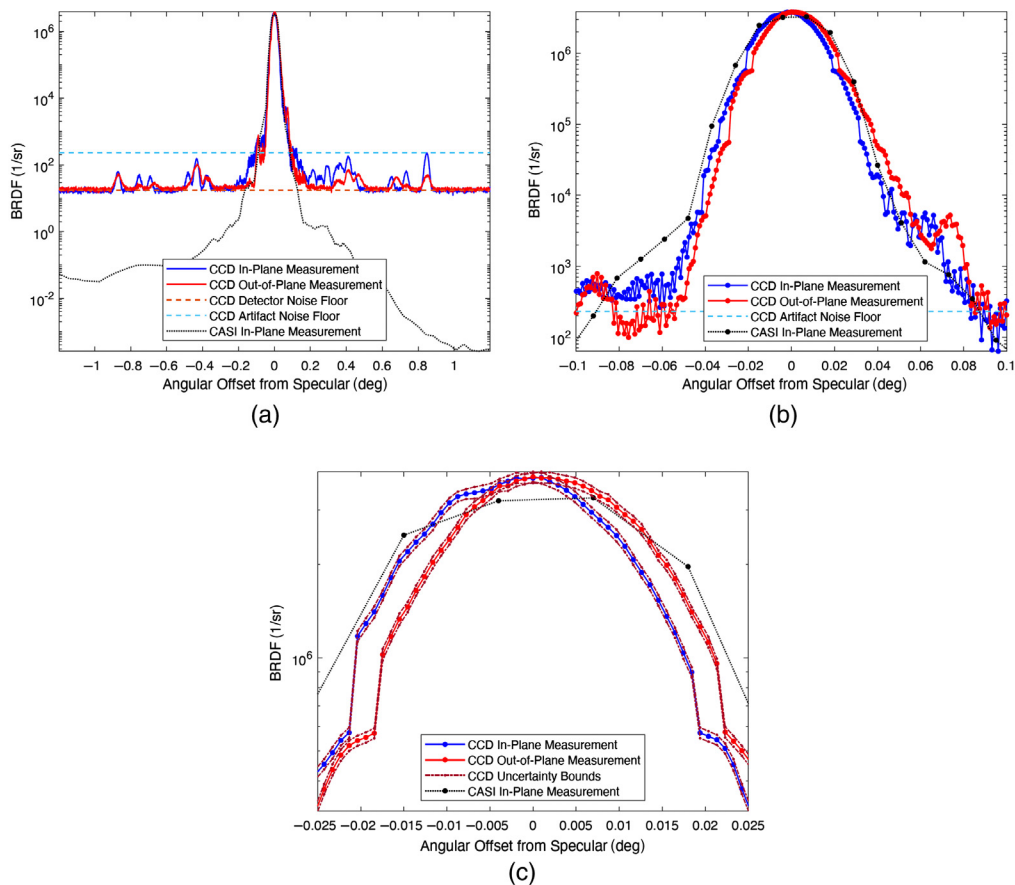 10^6
10^4
10^2
10^0
10^-2
BRDF (1/sr)
CCD In-Plane Measurement
CCD Out-of-Plane Measurement
CCD Detector Noise Floor
CCD Artifact Noise Floor
CASI In-Plane Measurement
−1 −0.8 −0.6 −0.4 −0.2 0 0.2 0.4 0.6 0.8 1
Angular Offset from Specular (deg)
(a)
10^6
10^5
10^4
10^3
10^2
BRDF (1/sr)
CCD In-Plane Measurement
CCD Out-of-Plane Measurement
CCD Artifact Noise Floor
CASI In-Plane Measurement
−0.1 −0.08 −0.06 −0.04 −0.02 0 0.02 0.04 0.06 0.08 0.1
Angular Offset from Specular (deg)
(b)
10^6
BRDF (1/sr)
CCD In-Plane Measurement
CCD Out-of-Plane Measurement
CCD Uncertainty Bounds
CASI In-Plane Measurement
−0.025 −0.02 −0.015 −0.01 −0.005 0 0.005 0.01 0.015 0.02 0.025
Angular Offset from Specular (deg)
(c)